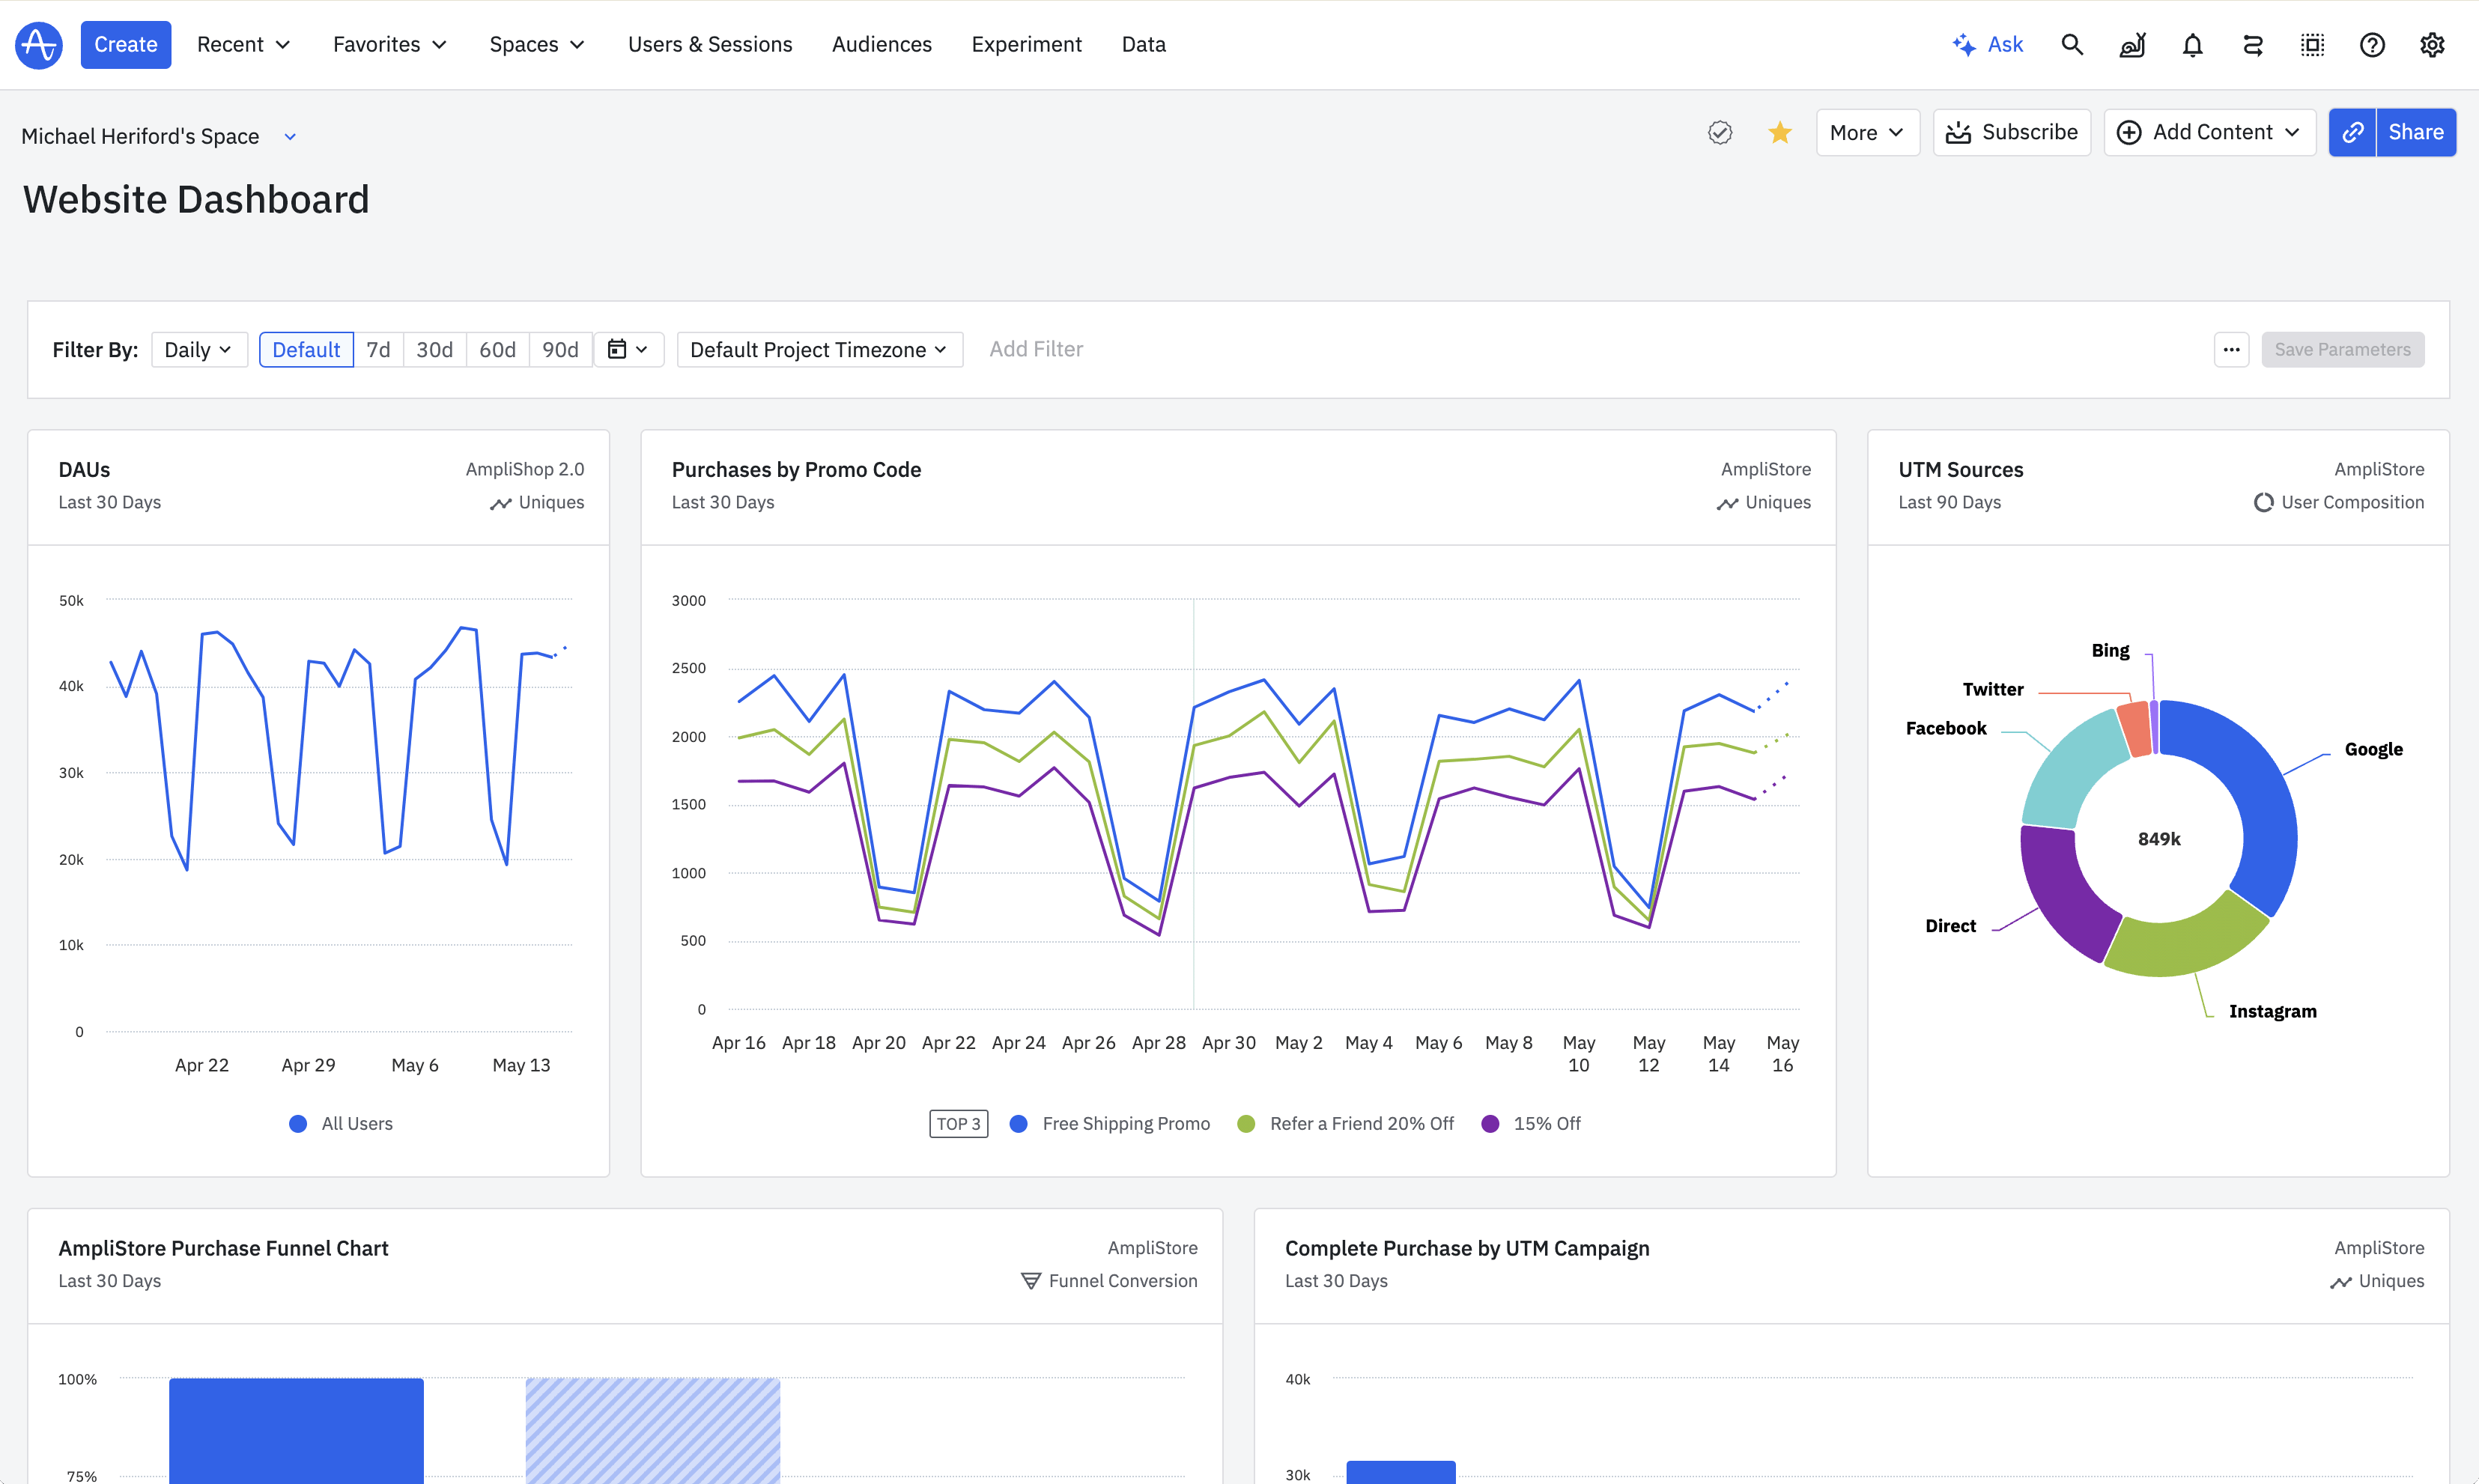 Create Recent Favorites Spaces Users & Sessions Audiences Experiment Data Ask
Michael Heriford's Space More Subscribe Add Content Share
Website Dashboard
Filter By: Daily Default 7d 30d 60d 90d Default Project Timezone Add Filter Save Parameters
DAUs AmpliShop 2.0
Last 30 Days Uniques
50k
40k
30k
20k
10k
0
Apr 22 Apr 29 May 6 May 13
All Users
Purchases by Promo Code AmpliStore
Last 30 Days Uniques
3000
2500
2000
1500
1000
500
0
Apr 16 Apr 18 Apr 20 Apr 22 Apr 24 Apr 26 Apr 28 Apr 30 May 2 May 4 May 6 May 8 May 10 May 12 May 14 May 16
TOP 3 Free Shipping Promo Refer a Friend 20% Off 15% Off
UTM Sources AmpliStore
Last 90 Days User Composition
Bing
Twitter
Facebook
Google
849k
Direct
Instagram
AmpliStore Purchase Funnel Chart AmpliStore
Last 30 Days Funnel Conversion
100%
75%
Complete Purchase by UTM Campaign AmpliStore
Last 30 Days Uniques
40k
30k